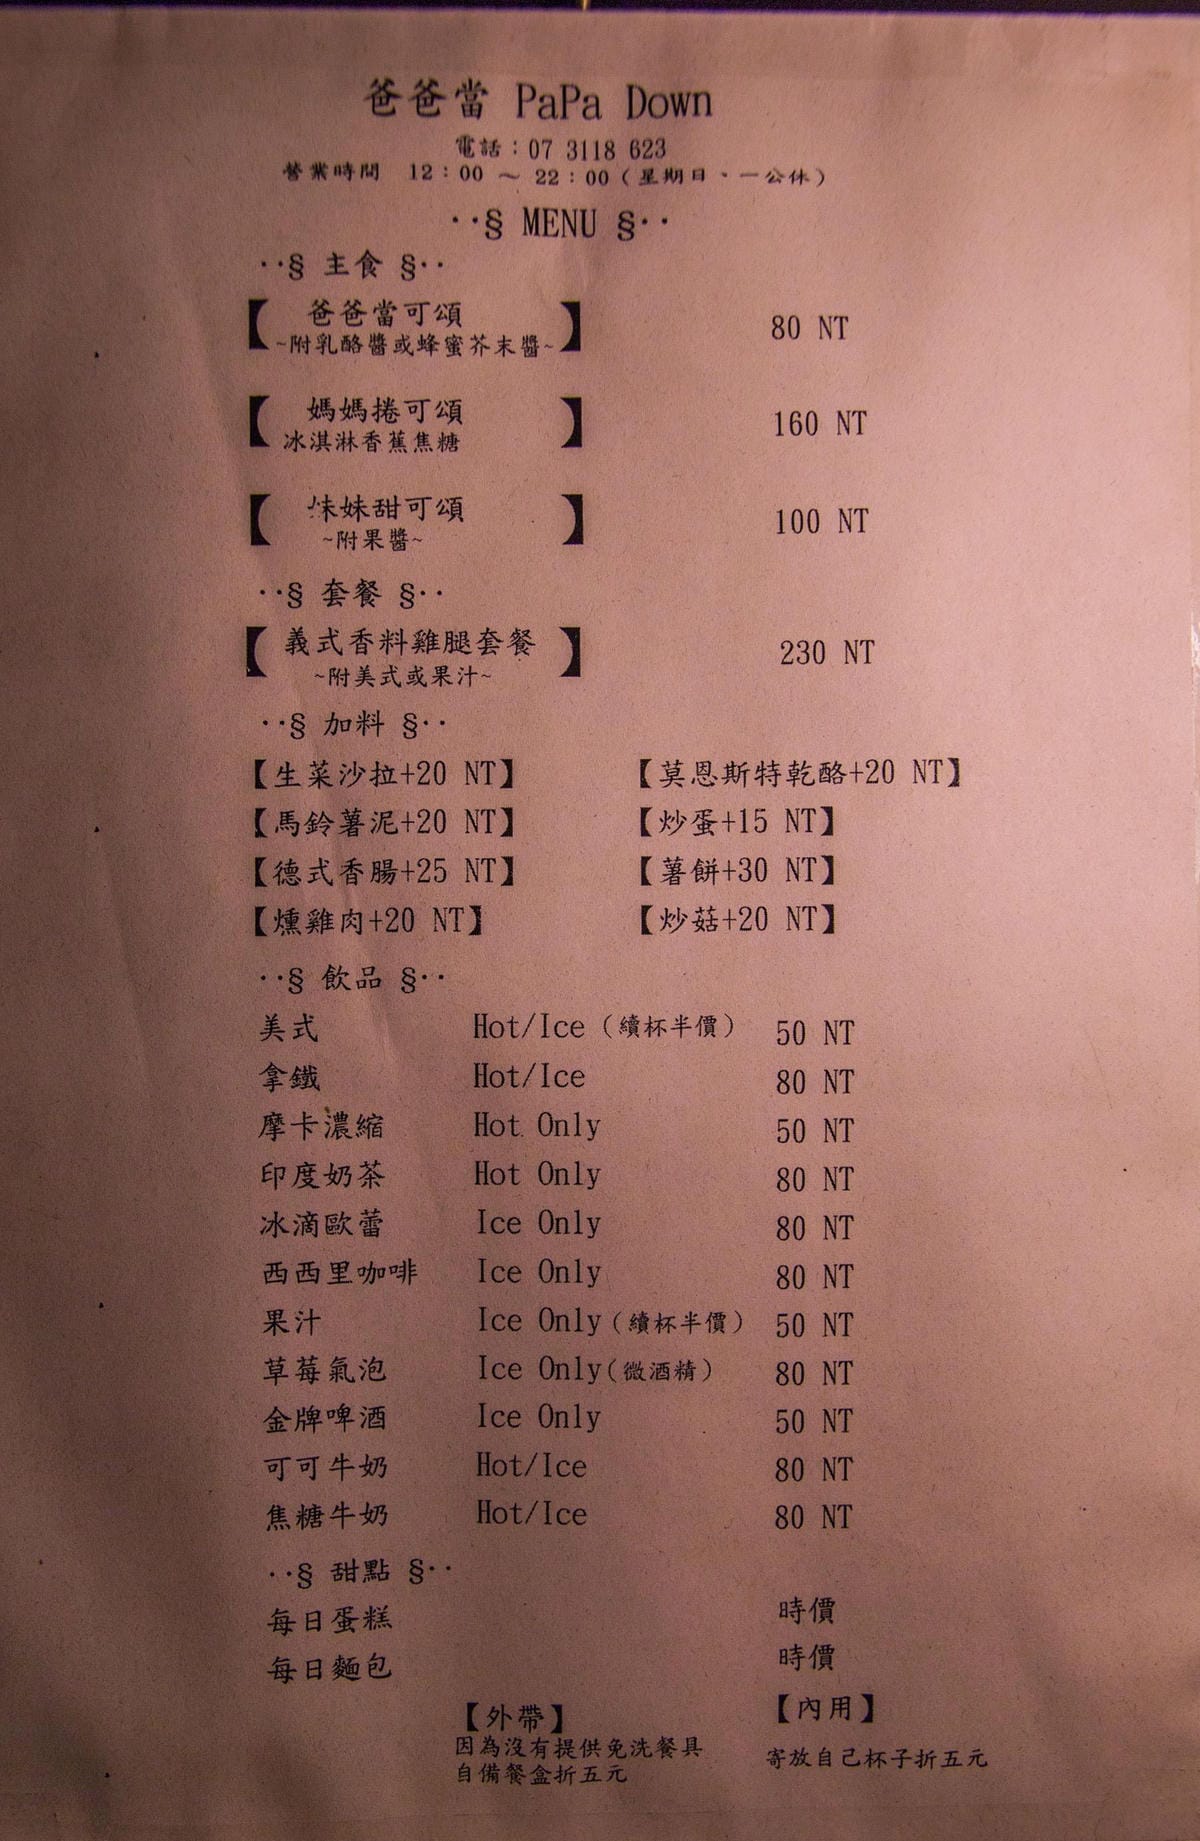 爸爸當 PaPa Down
電話：07 3118 623
營業時間 12：00 ～ 22：00（星期日、一公休）
··§ MENU §··
··§ 主食 §··
【 爸爸當可頌 】 80 NT
~附乳酪醬或蜂蜜芥末醬~
【 媽媽捲可頌 】 160 NT
冰淇淋香蕉焦糖
【 妹妹甜可頌 】 100 NT
~附果醬~
··§ 套餐 §··
【 義式香料雞腿套餐 】 230 NT
~附美式或果汁~
··§ 加料 §··
【生菜沙拉+20 NT】 【莫恩斯特乾酪+20 NT】
【馬鈴薯泥+20 NT】 【炒蛋+15 NT】
【德式香腸+25 NT】 【薯餅+30 NT】
【燻雞肉+20 NT】 【炒菇+20 NT】
··§ 飲品 §··
美式 Hot/Ice（續杯半價） 50 NT
拿鐵 Hot/Ice 80 NT
摩卡濃縮 Hot Only 50 NT
印度奶茶 Hot Only 80 NT
冰滴歐蕾 Ice Only 80 NT
西西里咖啡 Ice Only 80 NT
果汁 Ice Only（續杯半價） 50 NT
草莓氣泡 Ice Only（微酒精） 80 NT
金牌啤酒 Ice Only 50 NT
可可牛奶 Hot/Ice 80 NT
焦糖牛奶 Hot/Ice 80 NT
··§ 甜點 §··
每日蛋糕 時價
每日麵包 時價
【外帶】 【內用】
因為沒有提供免洗餐具 寄放自己杯子折五元
自備餐盒折五元